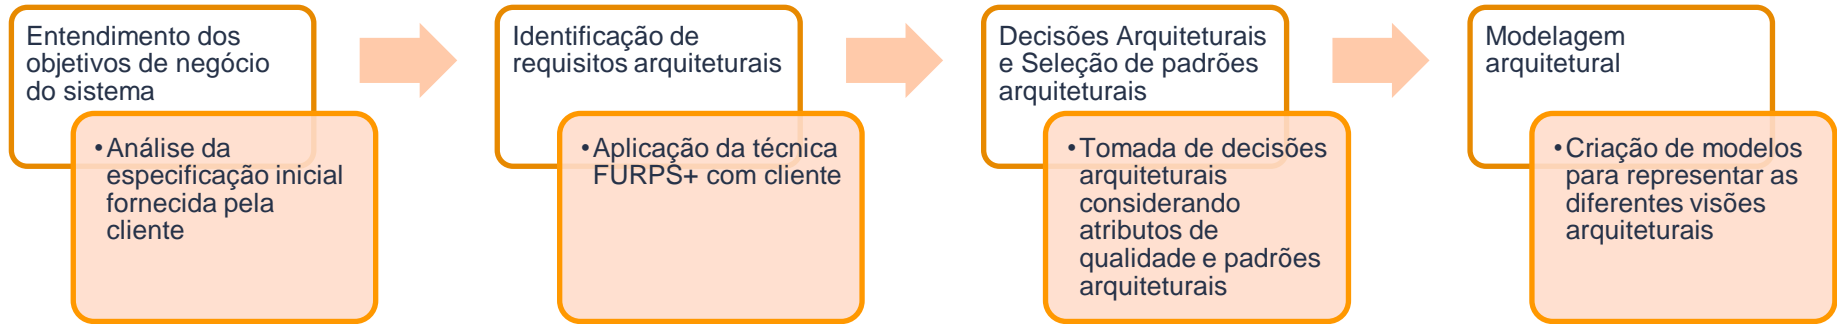 Entendimento dos
objetivos de negócio
do sistema
•Análise da
especificação inicial
fornecida pela
cliente
Identificação de
requisitos arquiteturais
•Aplicação da técnica
FURPS+ com cliente
Decisões Arquiteturais
e Seleção de padrões
arquiteturais
•Tomada de decisões
arquiteturais
considerando
atributos de
qualidade e padrões
arquiteturais
Modelagem
arquitetural
•Criação de modelos
para representar as
diferentes visões
arquiteturais